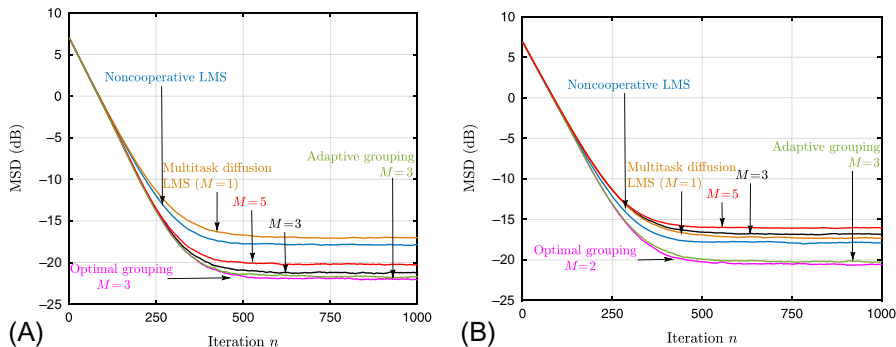 10
5
0
−5
−10
−15
−20
−25
−30
MSD (dB)
0
250
500
750
1000
Iteration n
Noncooperative LMS
Multitask diffusion
LMS (M=1)
Adaptive grouping
M=3
M=5
M=3
Optimal grouping
M=3
(A)
10
5
0
−5
−10
−15
−20
−25
MSD (dB)
0
250
500
750
1000
Iteration n
Noncooperative LMS
Adaptive grouping
M=3
Multitask diffusion
LMS (M=1)
M=3
M=5
Optimal grouping
M=2
(B)